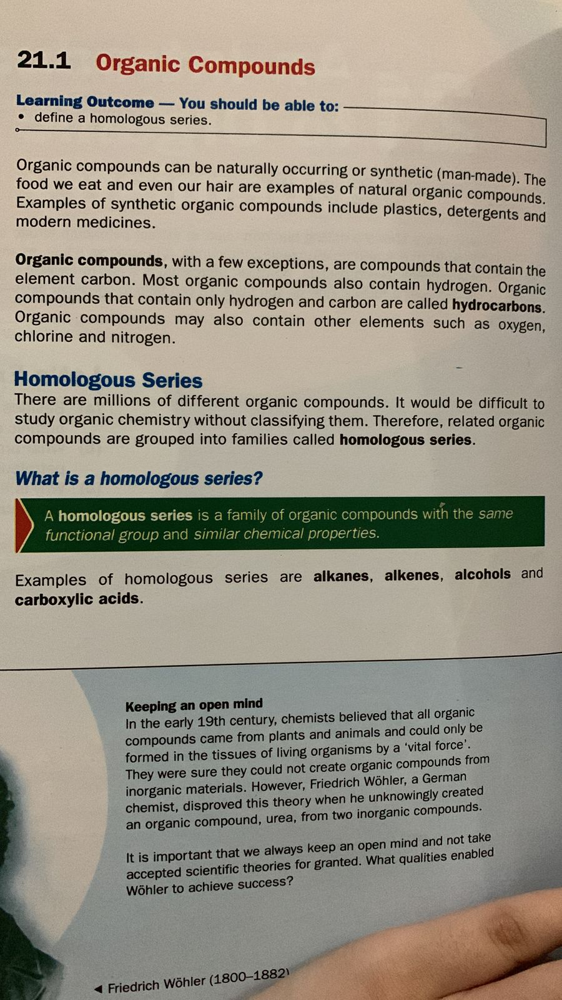 21.1 Organic Compounds
Learning Outcome — You should be able to:
• define a homologous series.
Organic compounds can be naturally occurring or synthetic (man-made). The
food we eat and even our hair are examples of natural organic compounds.
Examples of synthetic organic compounds include plastics, detergents and
modern medicines.
Organic compounds, with a few exceptions, are compounds that contain the
element carbon. Most organic compounds also contain hydrogen. Organic
compounds that contain only hydrogen and carbon are called hydrocarbons.
Organic compounds may also contain other elements such as oxygen,
chlorine and nitrogen.
Homologous Series
There are millions of different organic compounds. It would be difficult to
study organic chemistry without classifying them. Therefore, related organic
compounds are grouped into families called homologous series.
What is a homologous series?
A homologous series is a family of organic compounds with the same
functional group and similar chemical properties.
Examples of homologous series are alkanes, alkenes, alcohols and
carboxylic acids.
Keeping an open mind
In the early 19th century, chemists believed that all organic
compounds came from plants and animals and could only be
formed in the tissues of living organisms by a ‘vital force’.
They were sure they could not create organic compounds from
inorganic materials. However, Friedrich Wöhler, a German
chemist, disproved this theory when he unknowingly created
an organic compound, urea, from two inorganic compounds.
It is important that we always keep an open mind and not take
accepted scientific theories for granted. What qualities enabled
Wöhler to achieve success?
◄ Friedrich Wöhler (1800–1882)